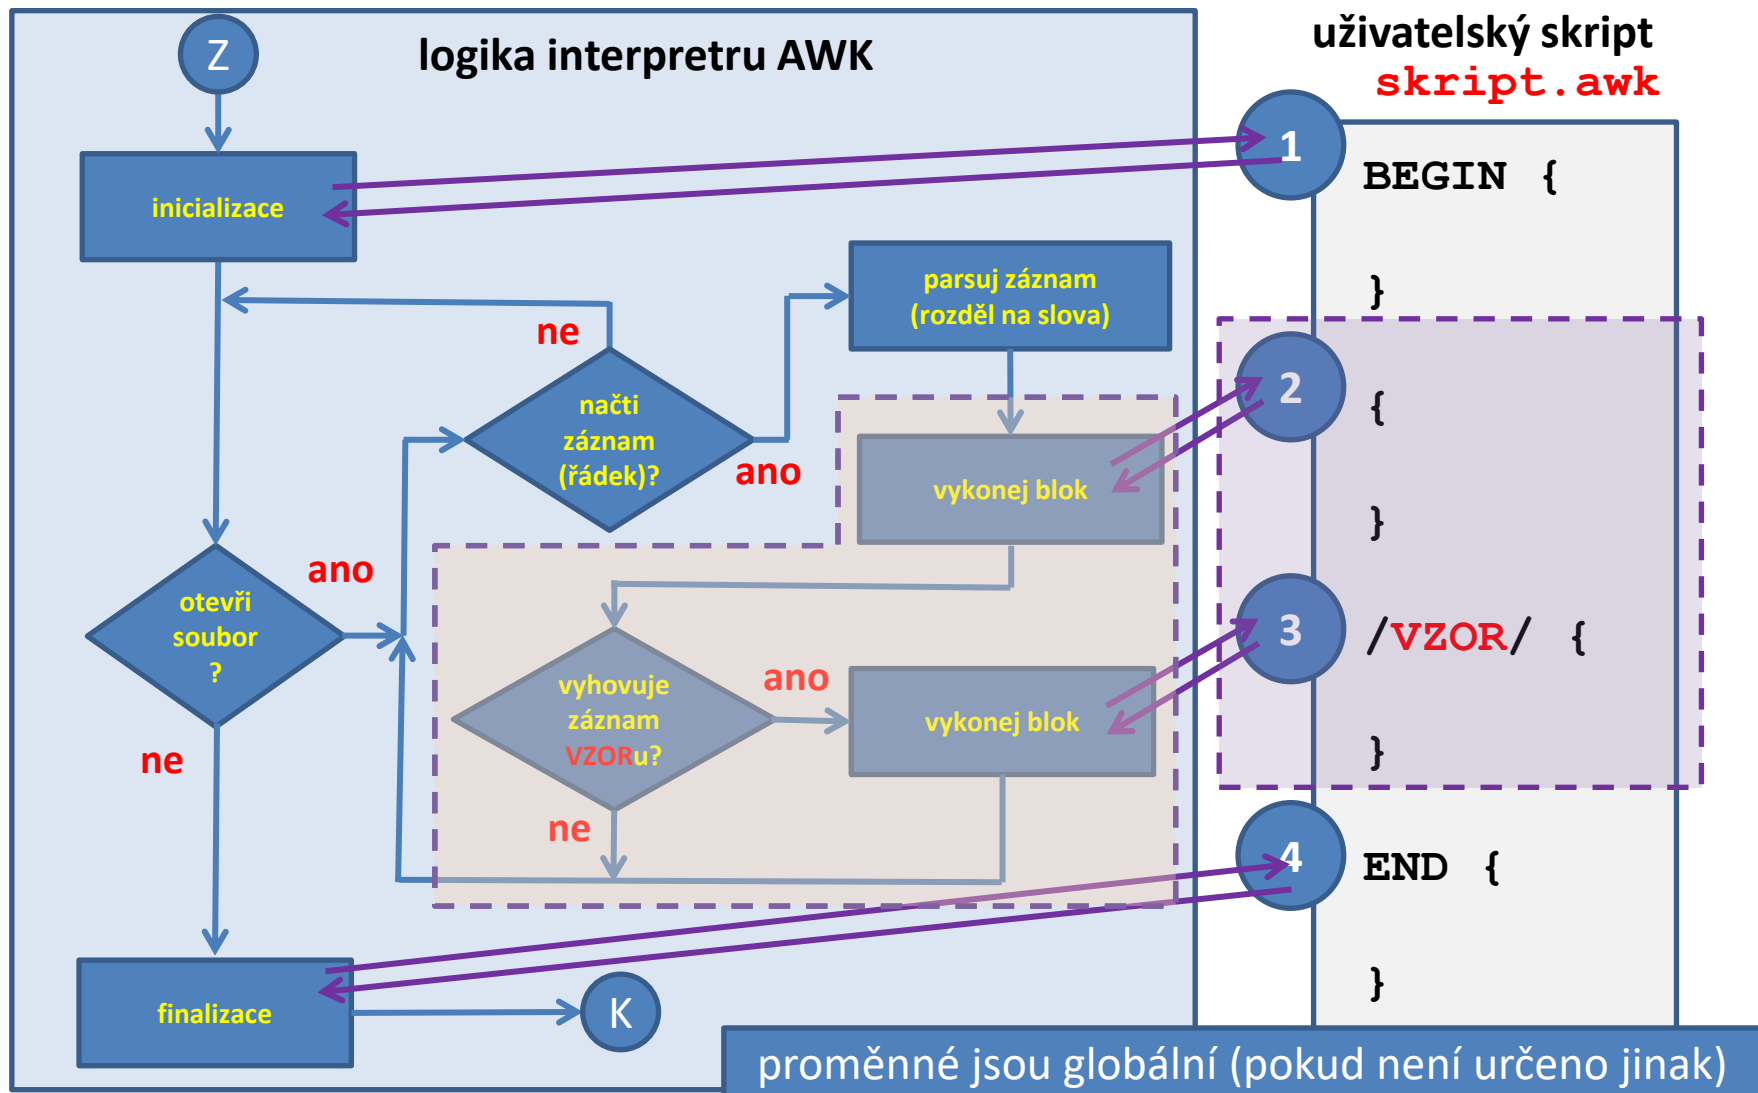 logika interpretru AWK
uživatelský skript
skript.awk
Z
inicializace
ne
načti
záznam
(řádek)?
ano
parsuj záznam
(rozděl na slova)
vykonej blok
otevři
soubor
?
ano
ne
vyhovuje
záznam
VZORu?
ano
vykonej blok
ne
finalizace
K
1
BEGIN {
}
2
{
}
3
/VZOR/ {
}
4
END {
}
proměnné jsou globální (pokud není určeno jinak)